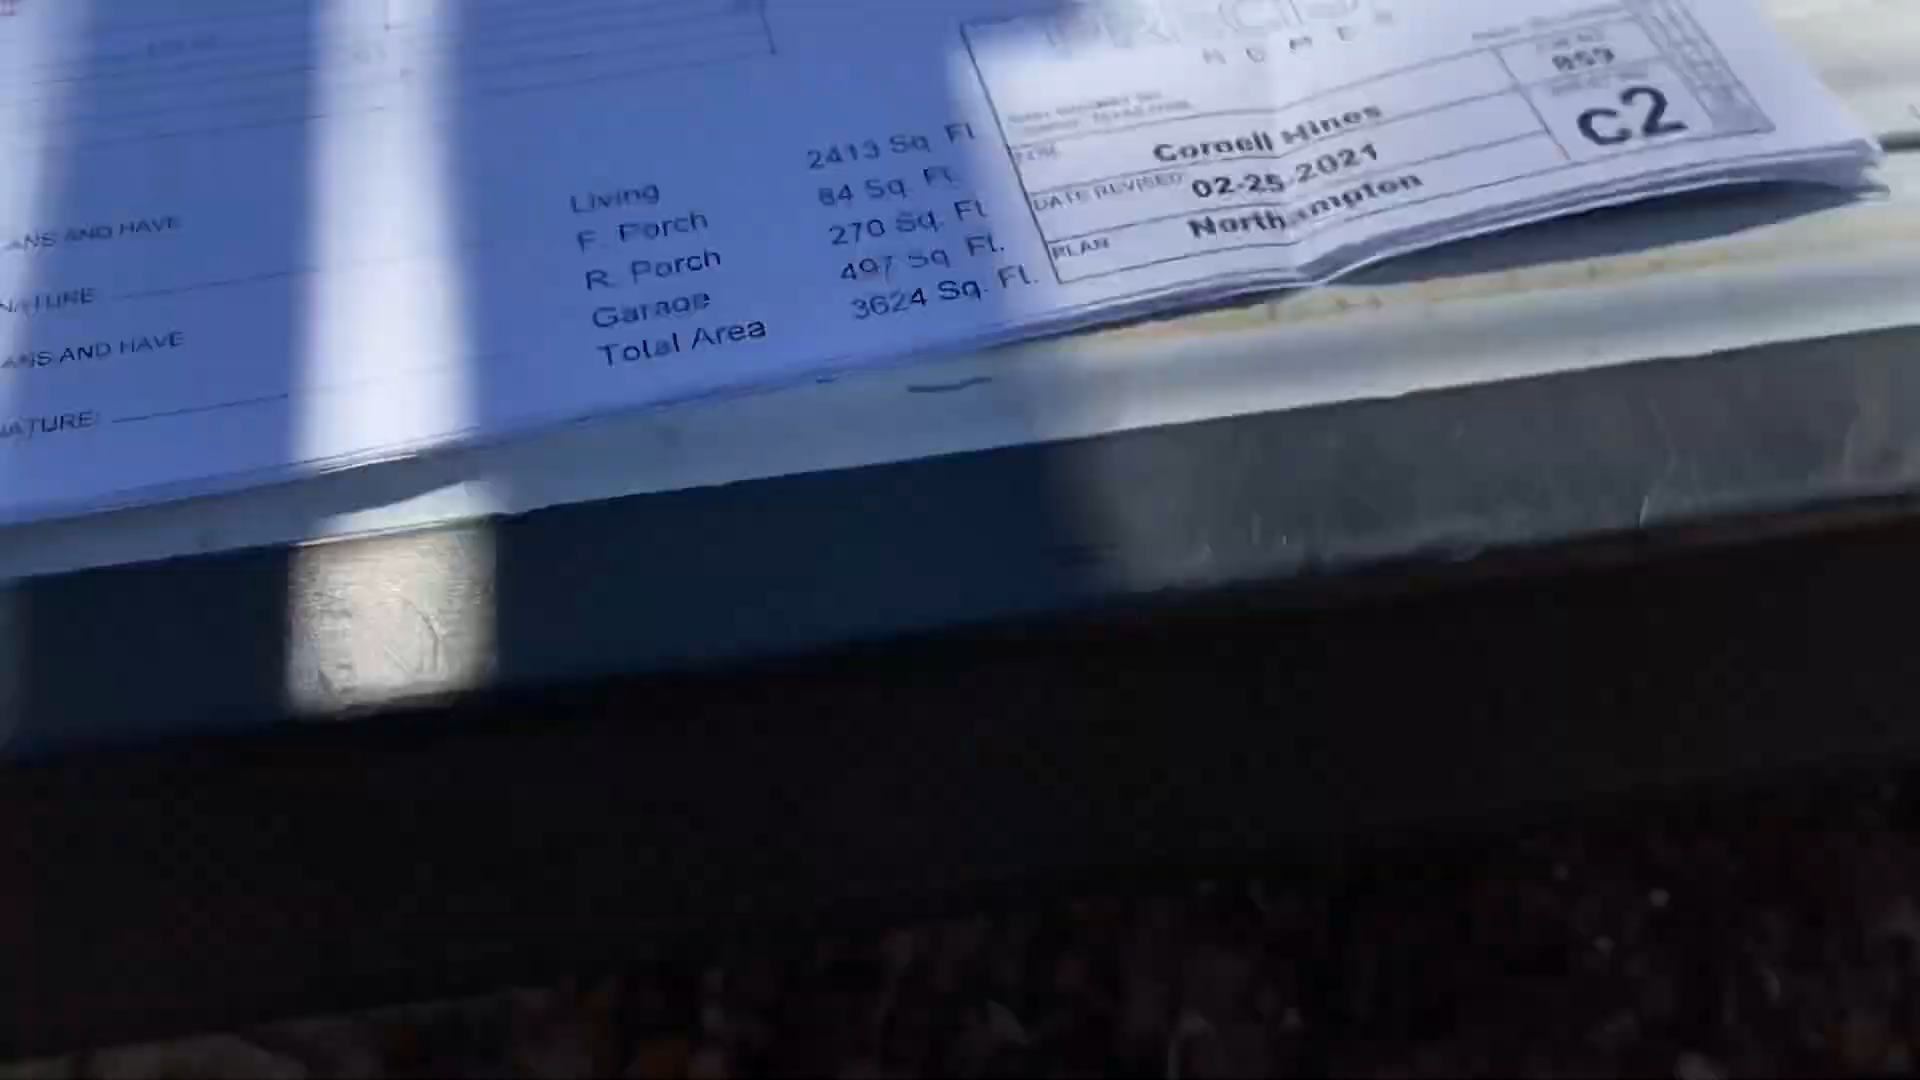 HOMES
859
C2
Cornell Hines
DATE REVISED 02-25-2021
PLAN Northampton
Living 2413 Sq. Ft.
F. Porch 84 Sq. Ft.
R. Porch 270 Sq. Ft.
Garage 497 Sq. Ft.
Total Area 3624 Sq. Ft.
ANS AND HAVE
NATURE:
ANS AND HAVE
NATURE: